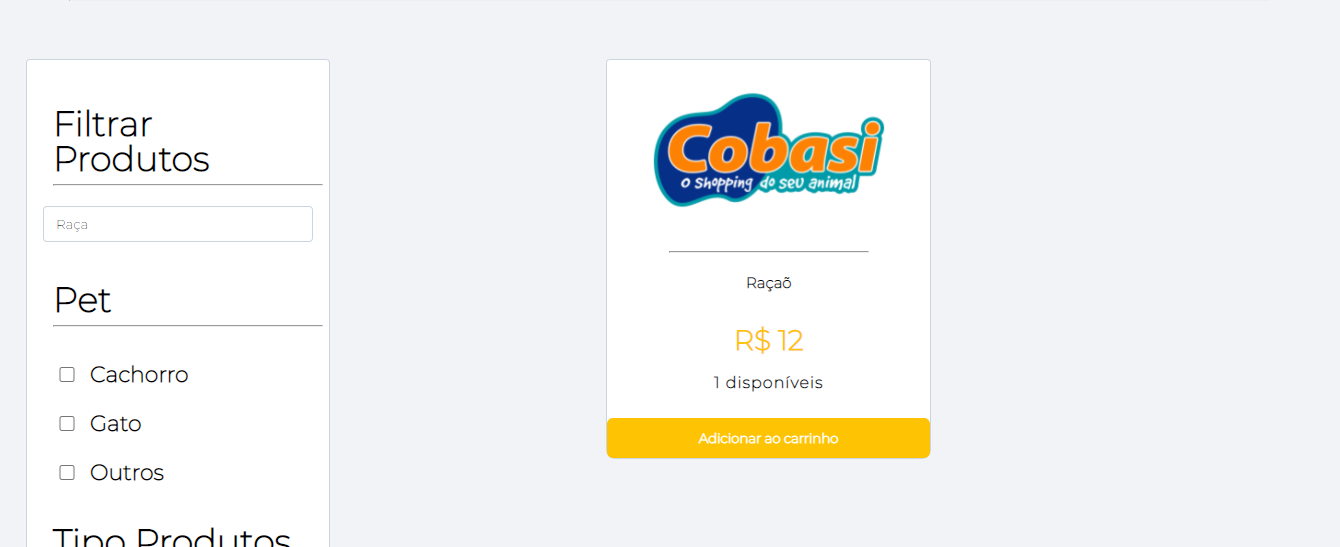 Filtrar
Produtos
Raça
Pet
Cachorro
Gato
Outros
Tipo Produtos
Cobasi
o Shopping do seu animal
Raçaõ
R$ 12
1 disponíveis
Adicionar ao carrinho